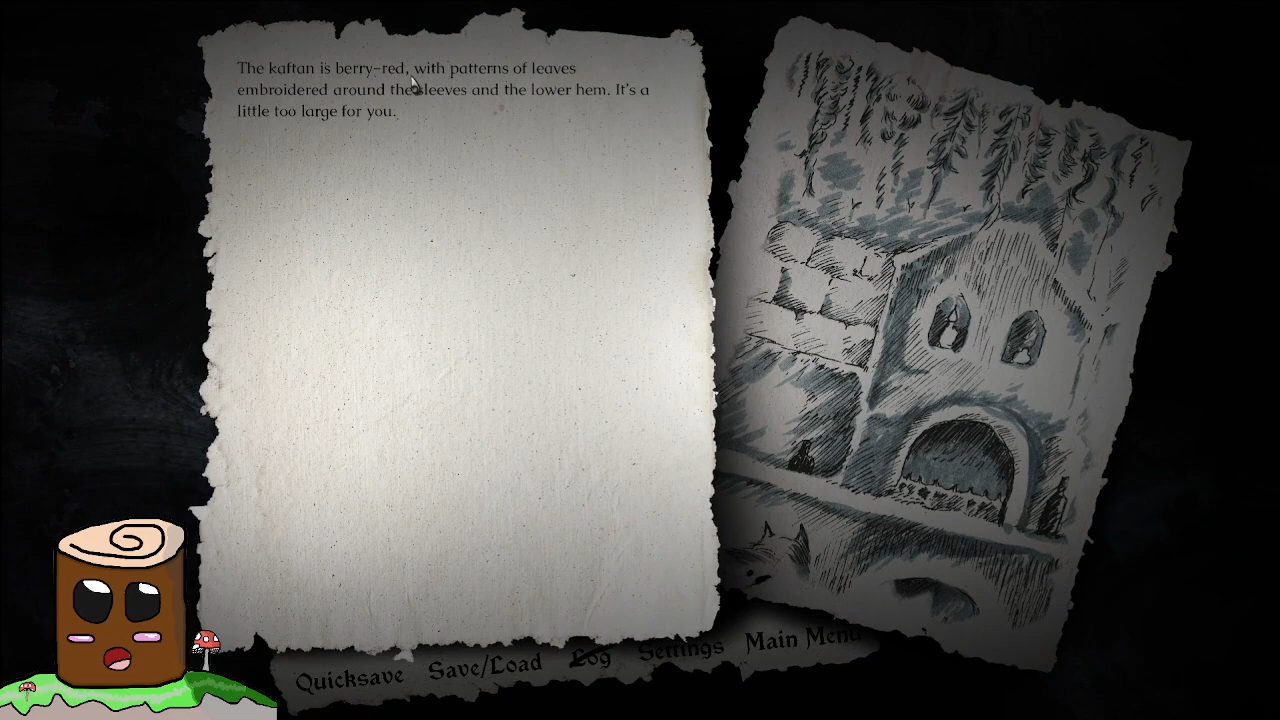 The kaftan is berry-red, with patterns of leaves
embroidered around the sleeves and the lower hem. It's a
little too large for you.
Quicksave Save/Load Log Settings Main Menu